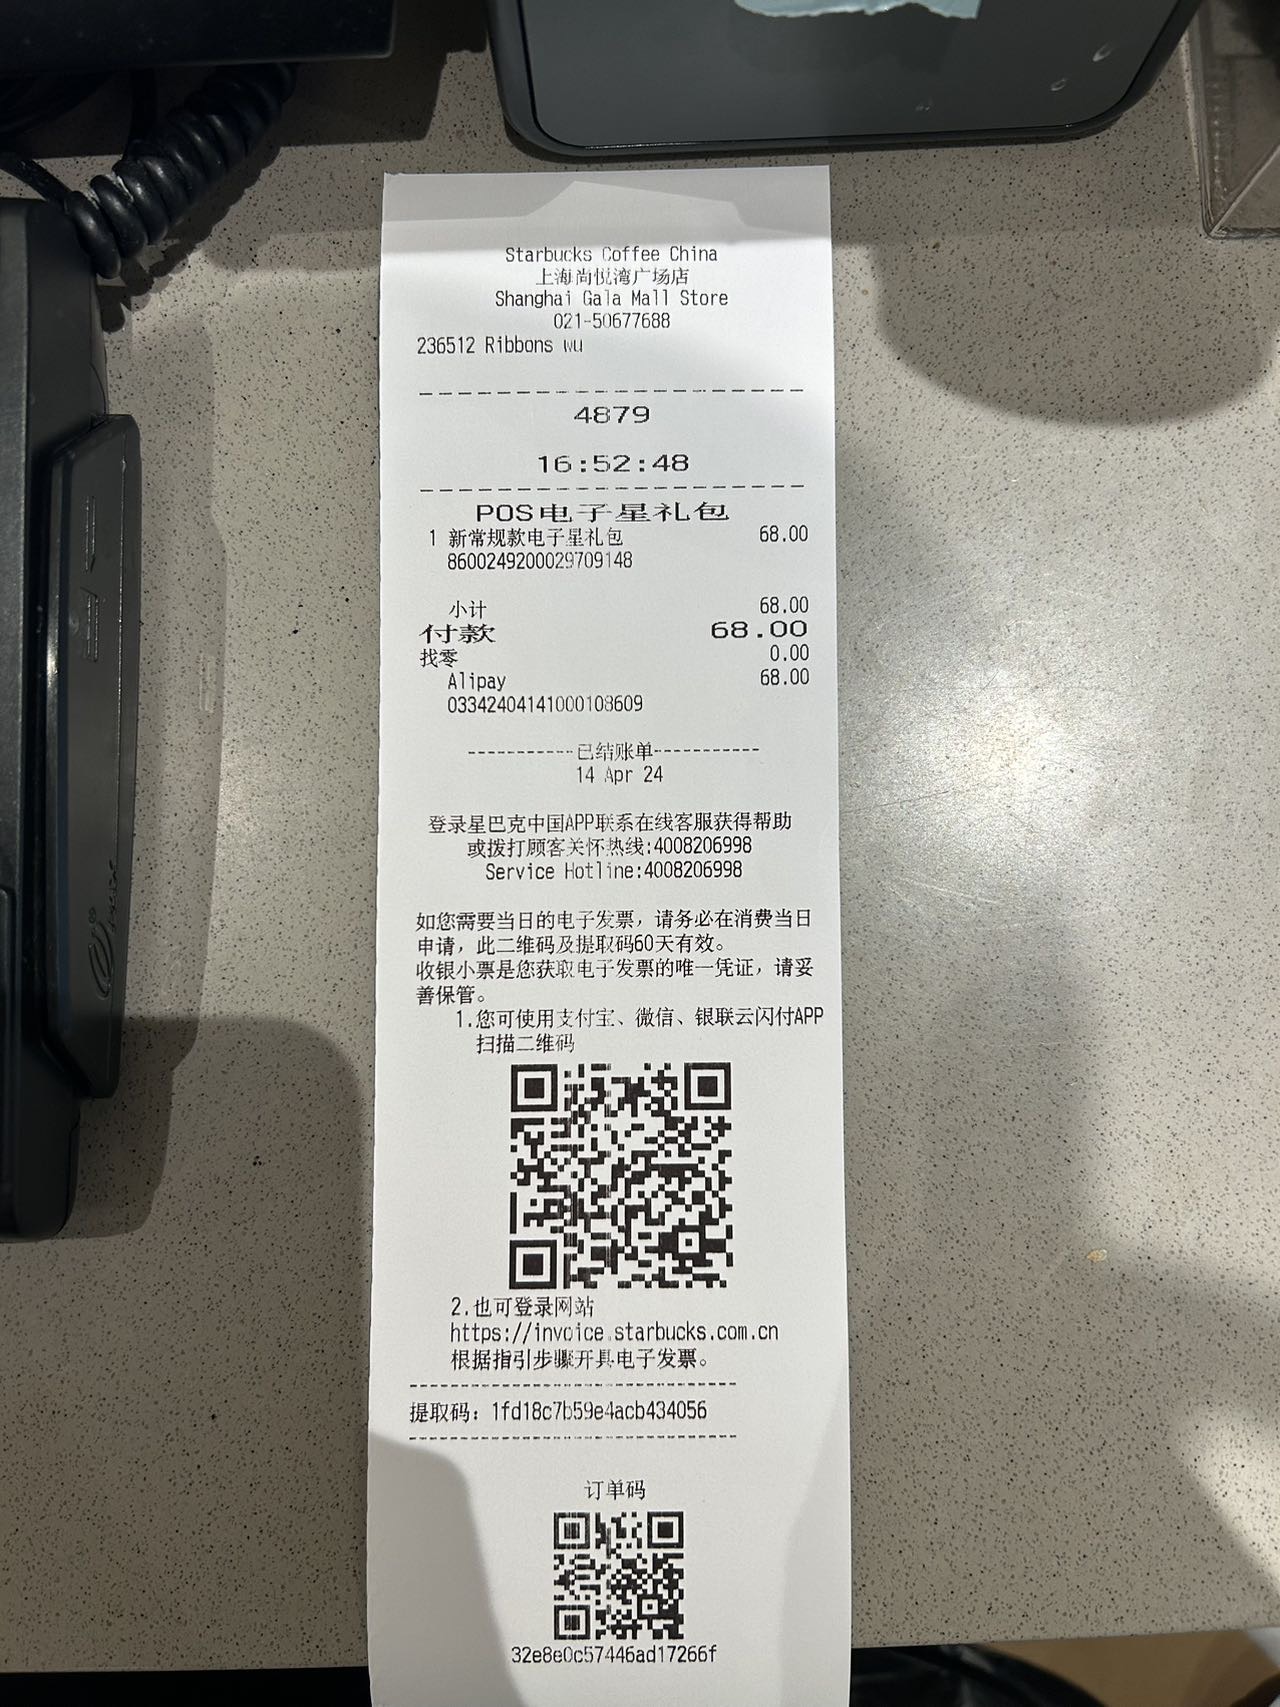 Starbucks Coffee China
上海尚悦湾广场店
Shanghai Gala Mall Store
021-50677688
236512 Ribbons wu
4879
16:52:48
POS电子星礼包
1 新常规款电子星礼包 68.00
8600249200029709148
小计 68.00
付款 68.00
找零 0.00
Alipay 68.00
03342404141000108609
-----------已结账单-----------
14 Apr 24
登录星巴克中国APP联系在线客服获得帮助
或拨打顾客关怀热线:4008206998
Service Hotline:4008206998
如您需要当日的电子发票，请务必在消费当日
申请，此二维码及提取码60天有效。
收银小票是您获取电子发票的唯一凭证，请妥
善保管。
1.您可使用支付宝、微信、银联云闪付APP
扫描二维码
2.也可登录网站
https://invoice.starbucks.com.cn
根据指引步骤开具电子发票。
提取码：1fd18c7b59e4acb434056
订单码
32e8e0c57446ad17266f